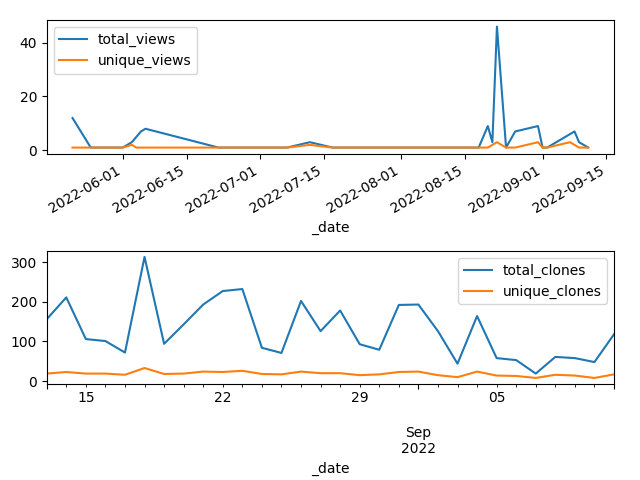 total_views
unique_views
40
20
0
2022-06-01
2022-06-15
2022-07-01
2022-07-15
2022-08-01
2022-08-15
2022-09-01
2022-09-15
_date
total_clones
unique_clones
300
200
100
0
15
22
29
05
Sep
2022
_date